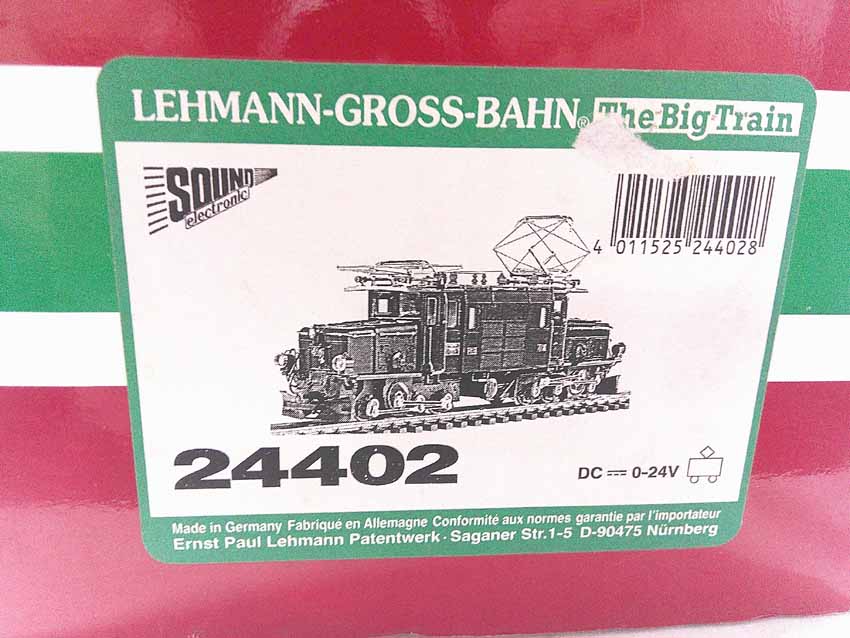 LEHMANN-GROSS-BAHN® The Big Train
SOUND
electronic
4 011525 244028
24402
DC 0-24V
Made in Germany Fabriqué en Allemagne Conformité aux normes garantie par l'importateur
Ernst Paul Lehmann Patentwerk · Saganer Str.1-5 D-90475 Nürnberg